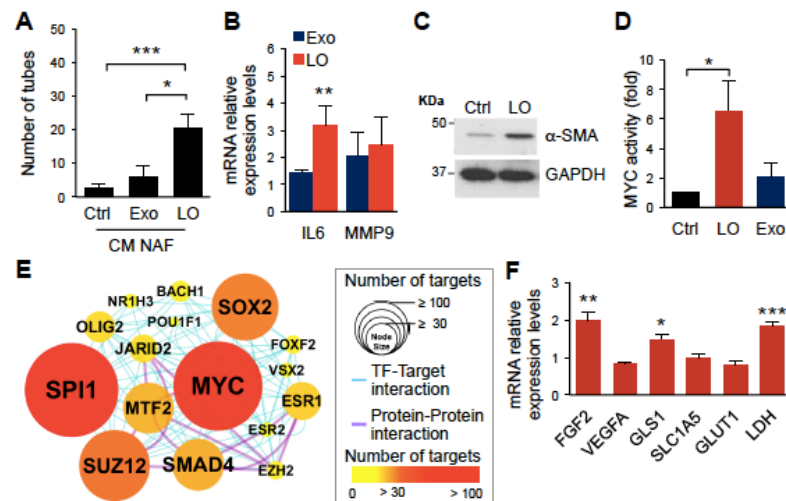 A
Number of tubes
50
40
30
20
10
0
***
*
Ctrl Exo LO
CM NAF
B
Exo
LO
mRNA relative
expression levels
6
5
4
3
2
1
0
**
IL6 MMP9
C
KDa
Ctrl LO
50
α-SMA
37
GAPDH
D
MYC activity (fold)
10
8
6
4
2
0
*
Ctrl LO Exo
E
BACH1
NR1H3
SOX2
OLIG2
POU1F1
JARID2
FOXF2
VSX2
SPI1
MYC
MTF2
ESR1
ESR2
SUZ12
SMAD4
EZH2
Number of targets
≥ 100
≥ 30
Node
Size
TF-Target
interaction
Protein-Protein
interaction
Number of targets
0 > 30 > 100
F
mRNA relative
expression levels
3
2
1
0
** * ***
FGF2
VEGFA
GLS1
SLC1A5
GLUT1
LDH